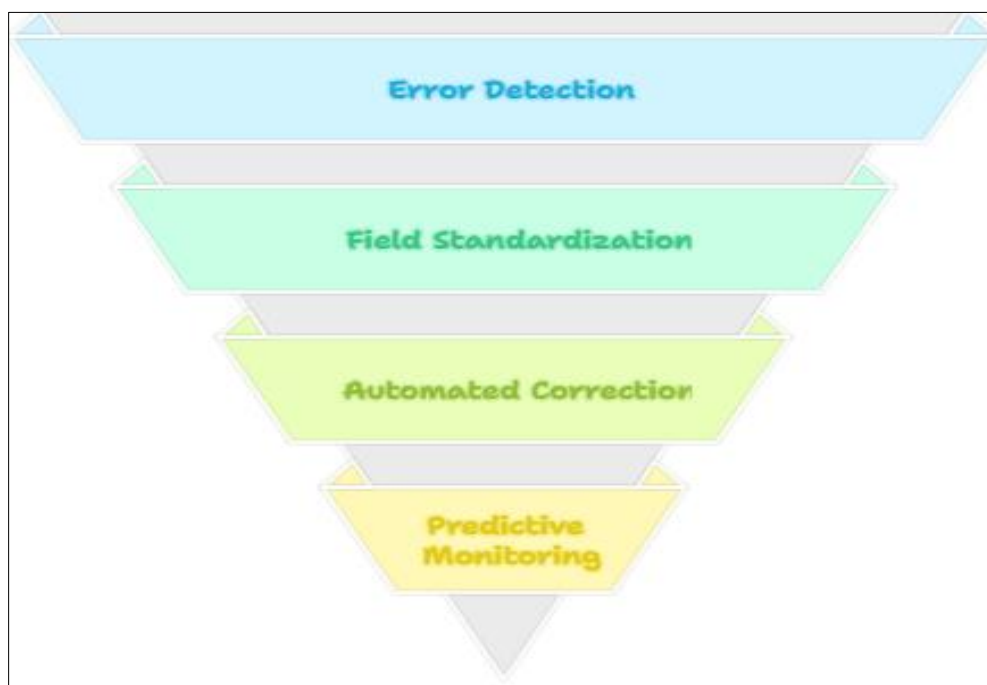 Error Detection
Field Standardization
Automated Correction
Predictive
Monitoring